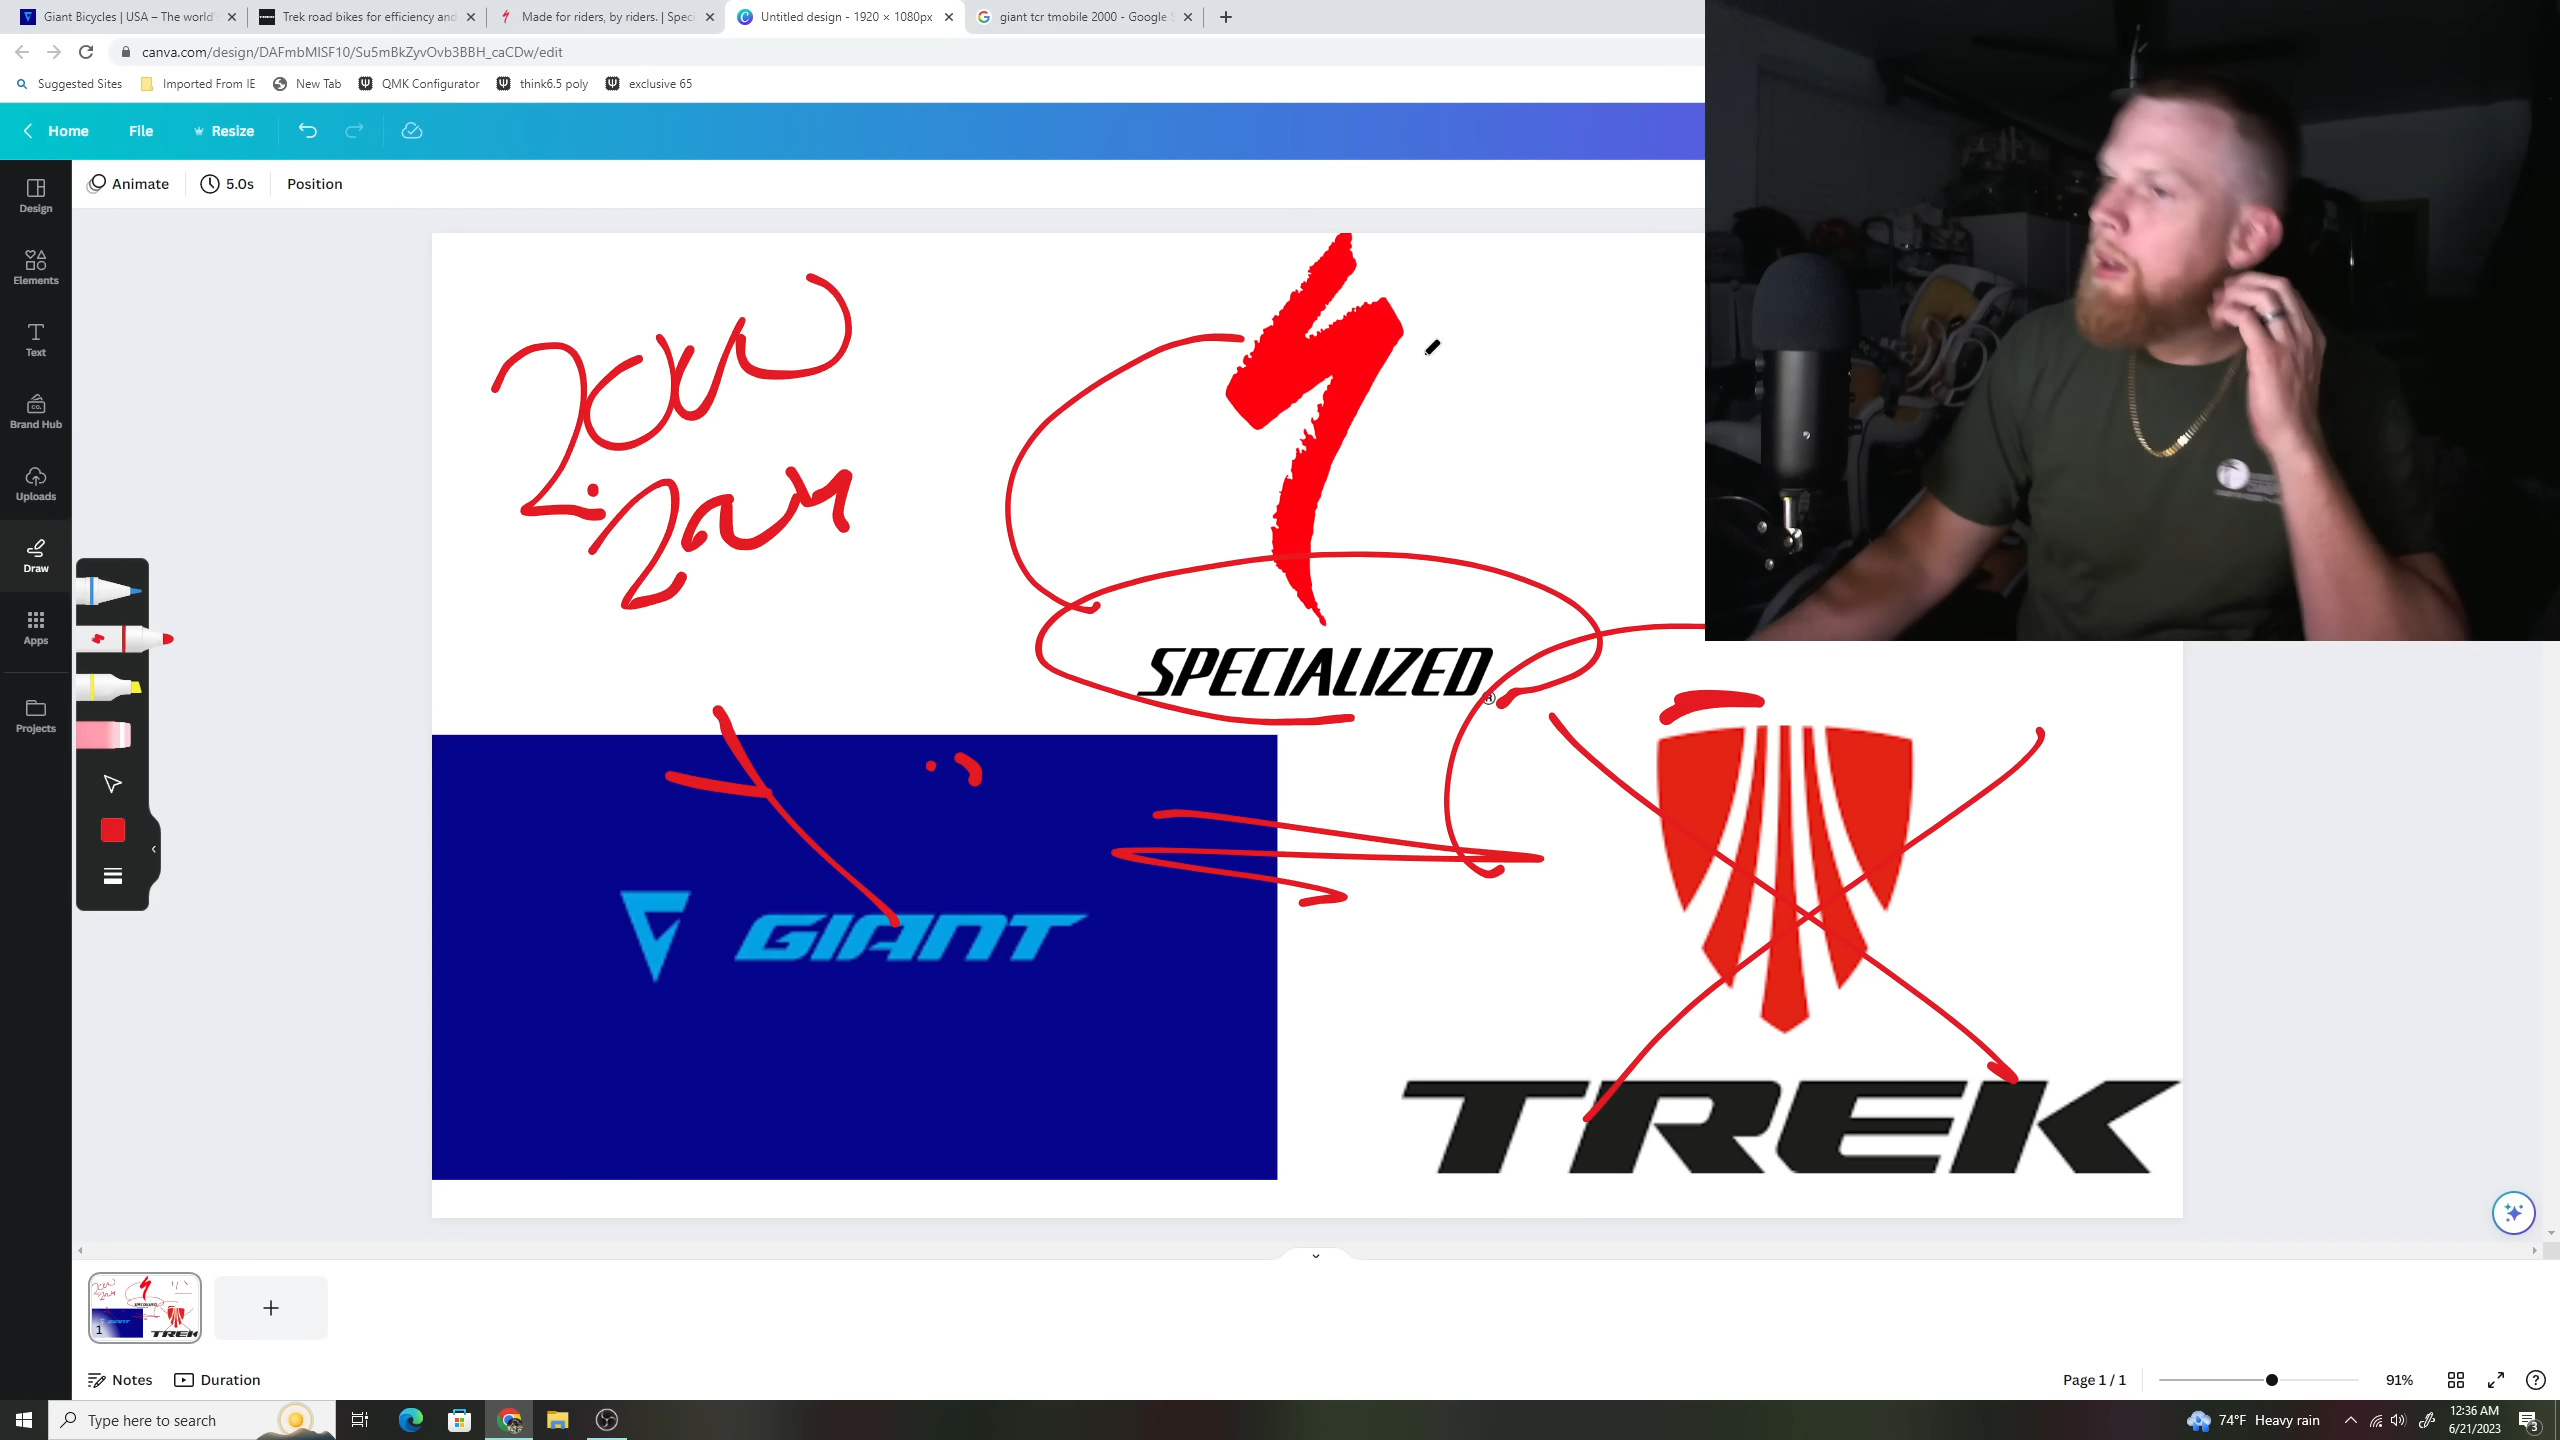 Giant Bicycles | USA – The world'
Trek road bikes for efficiency and
Made for riders, by riders. | Speci
Untitled design - 1920 × 1080px
giant tcr tmobile 2000 - Google S
canva.com/design/DAFmbMISF10/Su5mBkZyvOvb3BBH_caCDw/edit
Suggested Sites
Imported From IE
New Tab
QMK Configurator
think6.5 poly
exclusive 65
Home
File
Resize
Animate
5.0s
Position
Design
Elements
Text
Brand Hub
Uploads
Draw
Apps
Projects
SPECIALIZED®
GIANT
TREK
1
Notes
Duration
Page 1 / 1
91%
Type here to search
74°F Heavy rain
12:36 AM
6/21/2023
3